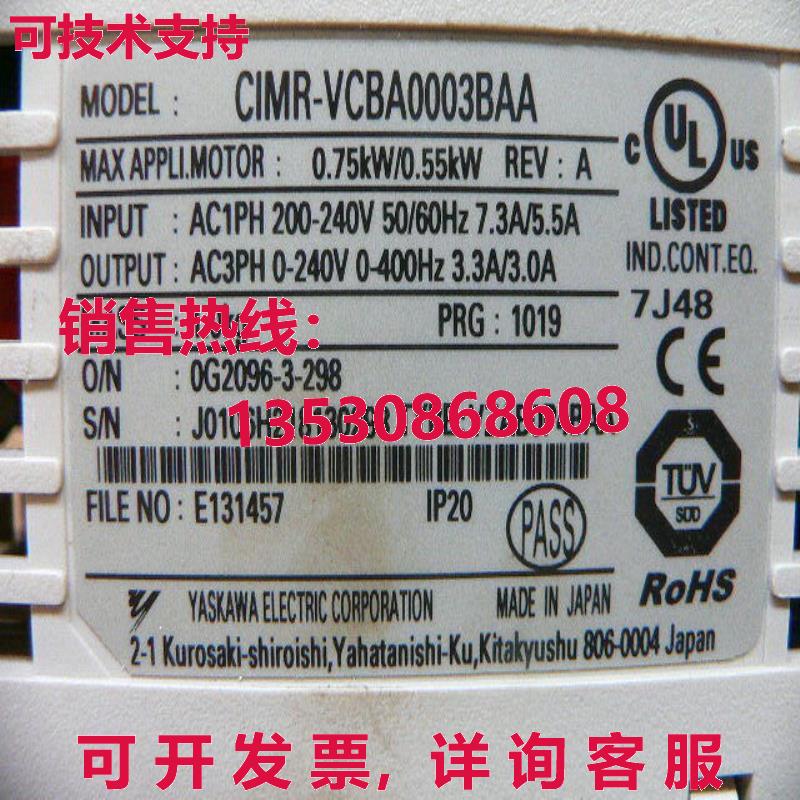 可技术支持
MODEL : CIMR-VCBA0003BAA
MAX APPLI.MOTOR : 0.75kW/0.55kW REV : A
INPUT : AC1PH 200-240V 50/60Hz 7.3A/5.5A
OUTPUT : AC3PH 0-240V 0-400Hz 3.3A/3.0A
销售热线:
PRG : 1019
O/N : 0G2096-3-298
S/N :
13530868608
FILE NO : E131457 IP20
PASS
C UL US
LISTED
IND.CONT.EQ.
7J48
CE
TÜV
SÜD
RoHS
YASKAWA ELECTRIC CORPORATION MADE IN JAPAN
2-1 Kurosaki-shiroishi,Yahatanishi-Ku,Kitakyushu 806-0004 Japan
可开发票, 详询客服